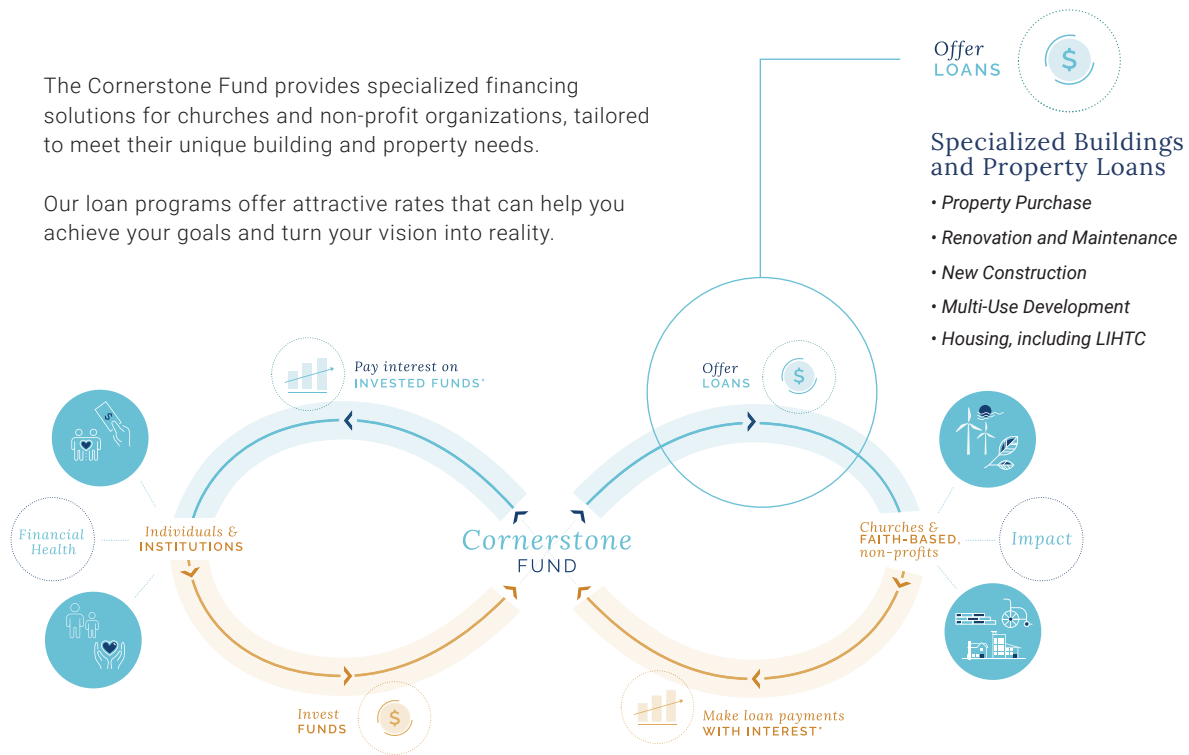 The Cornerstone Fund provides specialized financing
solutions for churches and non-profit organizations, tailored
to meet their unique building and property needs.
Our loan programs offer attractive rates that can help you
achieve your goals and turn your vision into reality.
Offer
LOANS
$
Specialized Buildings
and Property Loans
• Property Purchase
• Renovation and Maintenance
• New Construction
• Multi-Use Development
• Housing, including LIHTC
Pay interest on
INVESTED FUNDS*
Offer
LOANS
$
$
Financial
Health
Individuals &
INSTITUTIONS
Cornerstone
FUND
Churches &
FAITH-BASED,
non-profits
Impact
Invest
FUNDS
$
Make loan payments
WITH INTEREST*